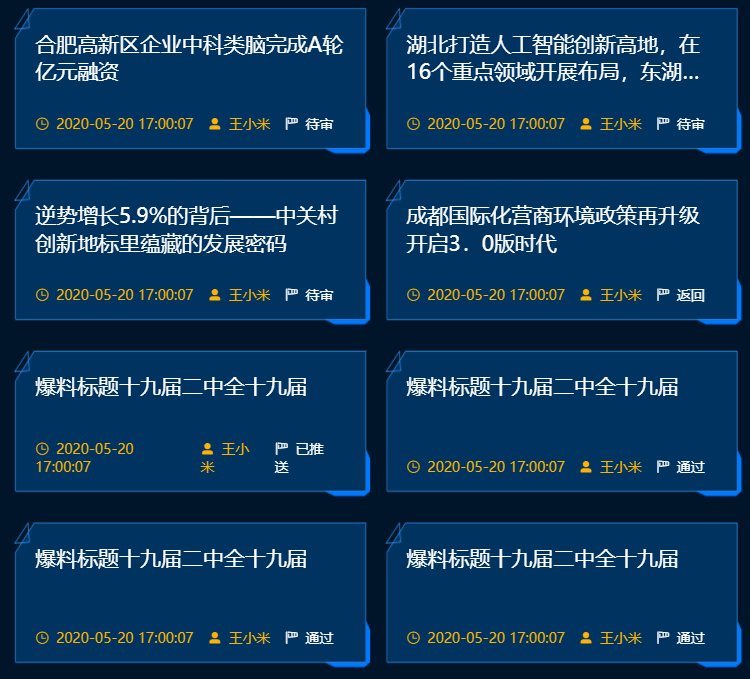 合肥高新区企业中科类脑完成A轮
亿元融资
2020-05-20 17:00:07 王小米 待审
湖北打造人工智能创新高地，在
16个重点领域开展布局，东湖...
2020-05-20 17:00:07 王小米 待审
逆势增长5.9%的背后——中关村
创新地标里蕴藏的发展密码
2020-05-20 17:00:07 王小米 待审
成都国际化营商环境政策再升级
开启3．0版时代
2020-05-20 17:00:07 王小米 返回
爆料标题十九届二中全十九届
2020-05-20 王小 已推
17:00:07 米 送
爆料标题十九届二中全十九届
2020-05-20 17:00:07 王小米 通过
爆料标题十九届二中全十九届
2020-05-20 17:00:07 王小米 通过
爆料标题十九届二中全十九届
2020-05-20 17:00:07 王小米 通过